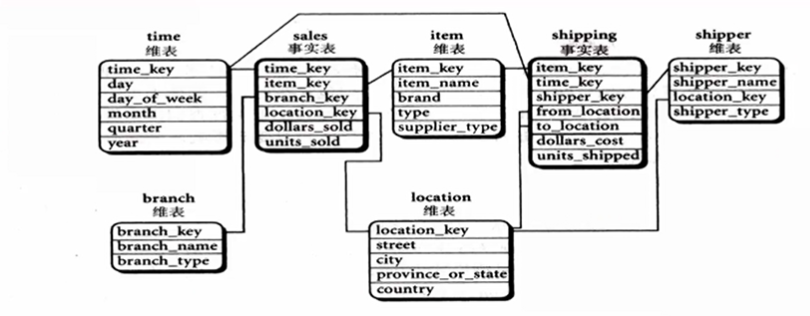 time
维表
time_key
day
day_of_week
month
quarter
year
sales
事实表
time_key
item_key
branch_key
location_key
dollars_sold
units_sold
item
维表
item_key
item_name
brand
type
supplier_type
shipping
事实表
item_key
time_key
shipper_key
from_location
to_location
dollars_cost
units_shipped
shipper
维表
shipper_key
shipper_name
location_key
shipper_type
branch
维表
branch_key
branch_name
branch_type
location
维表
location_key
street
city
province_or_state
country